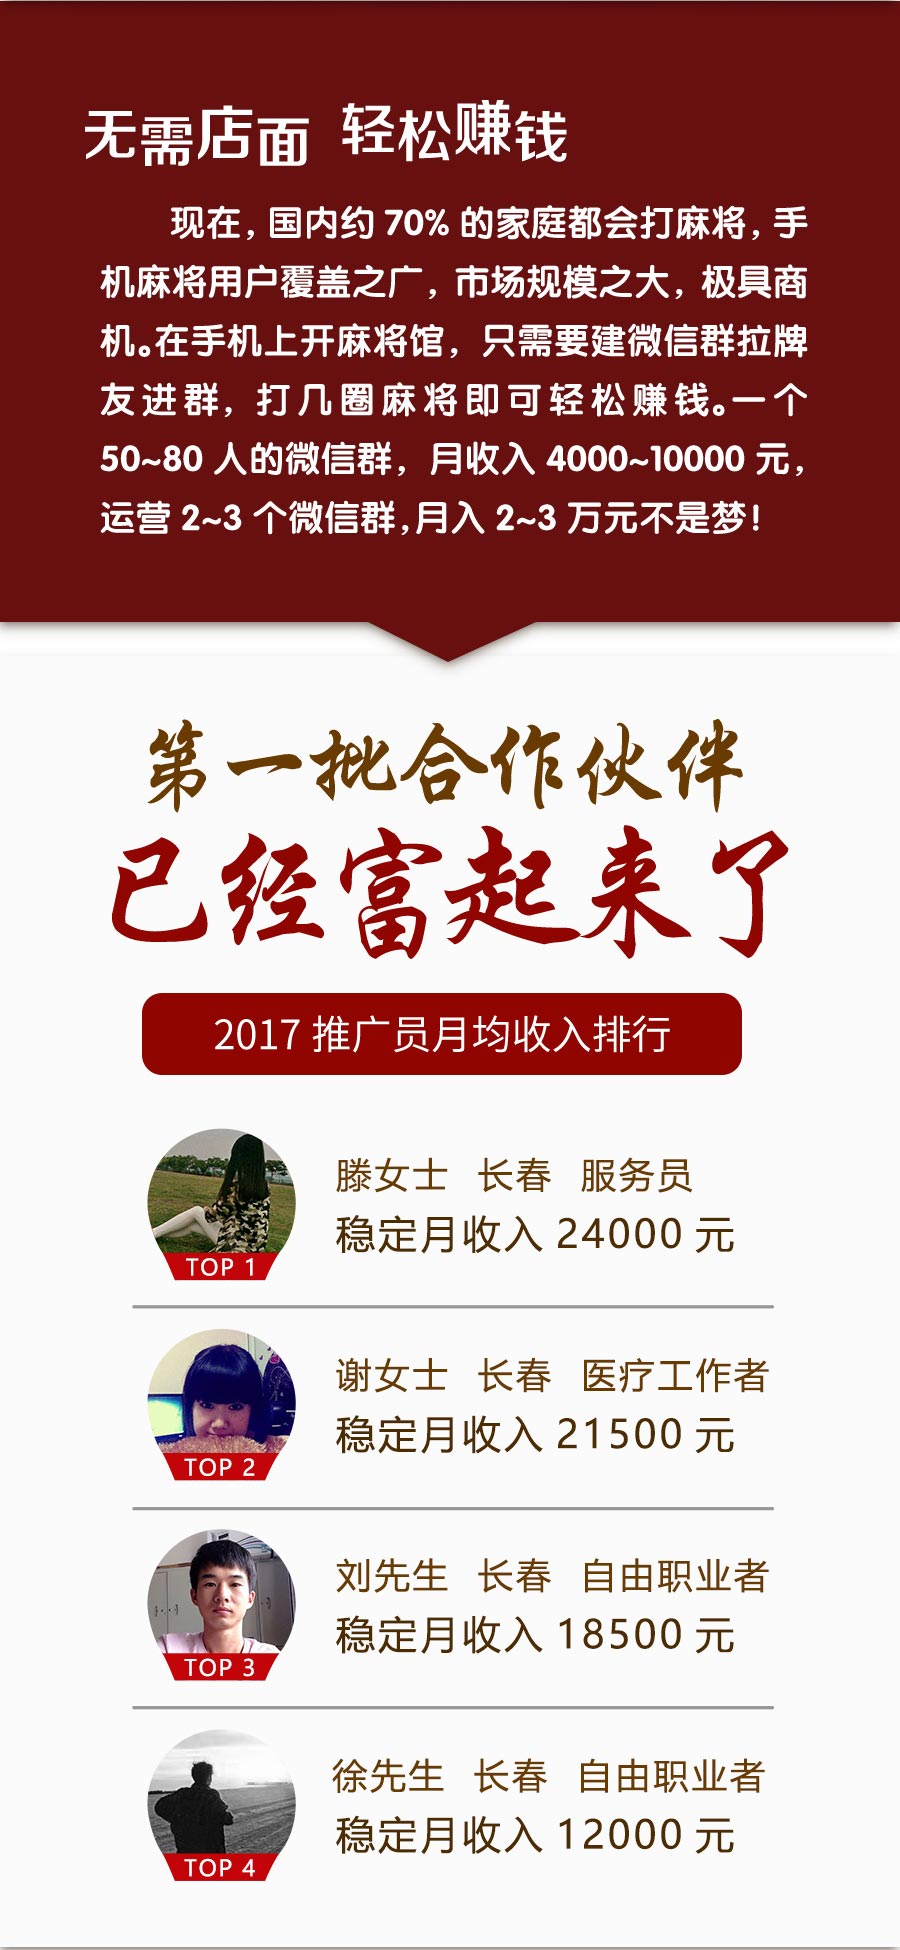 无需店面 轻松赚钱
现在，国内约 70% 的家庭都会打麻将，手
机麻将用户覆盖之广，市场规模之大，极具商
机。在手机上开麻将馆，只需要建微信群拉牌
友进群，打几圈麻将即可轻松赚钱。一个
50~80 人的微信群，月收入 4000~10000 元，
运营 2~3 个微信群，月入 2~3 万元不是梦！
第一批合作伙伴
已经富起来了
2017 推广员月均收入排行
滕女士 长春 服务员
稳定月收入 24000 元
TOP 1
谢女士 长春 医疗工作者
稳定月收入 21500 元
TOP 2
刘先生 长春 自由职业者
稳定月收入 18500 元
TOP 3
徐先生 长春 自由职业者
稳定月收入 12000 元
TOP 4